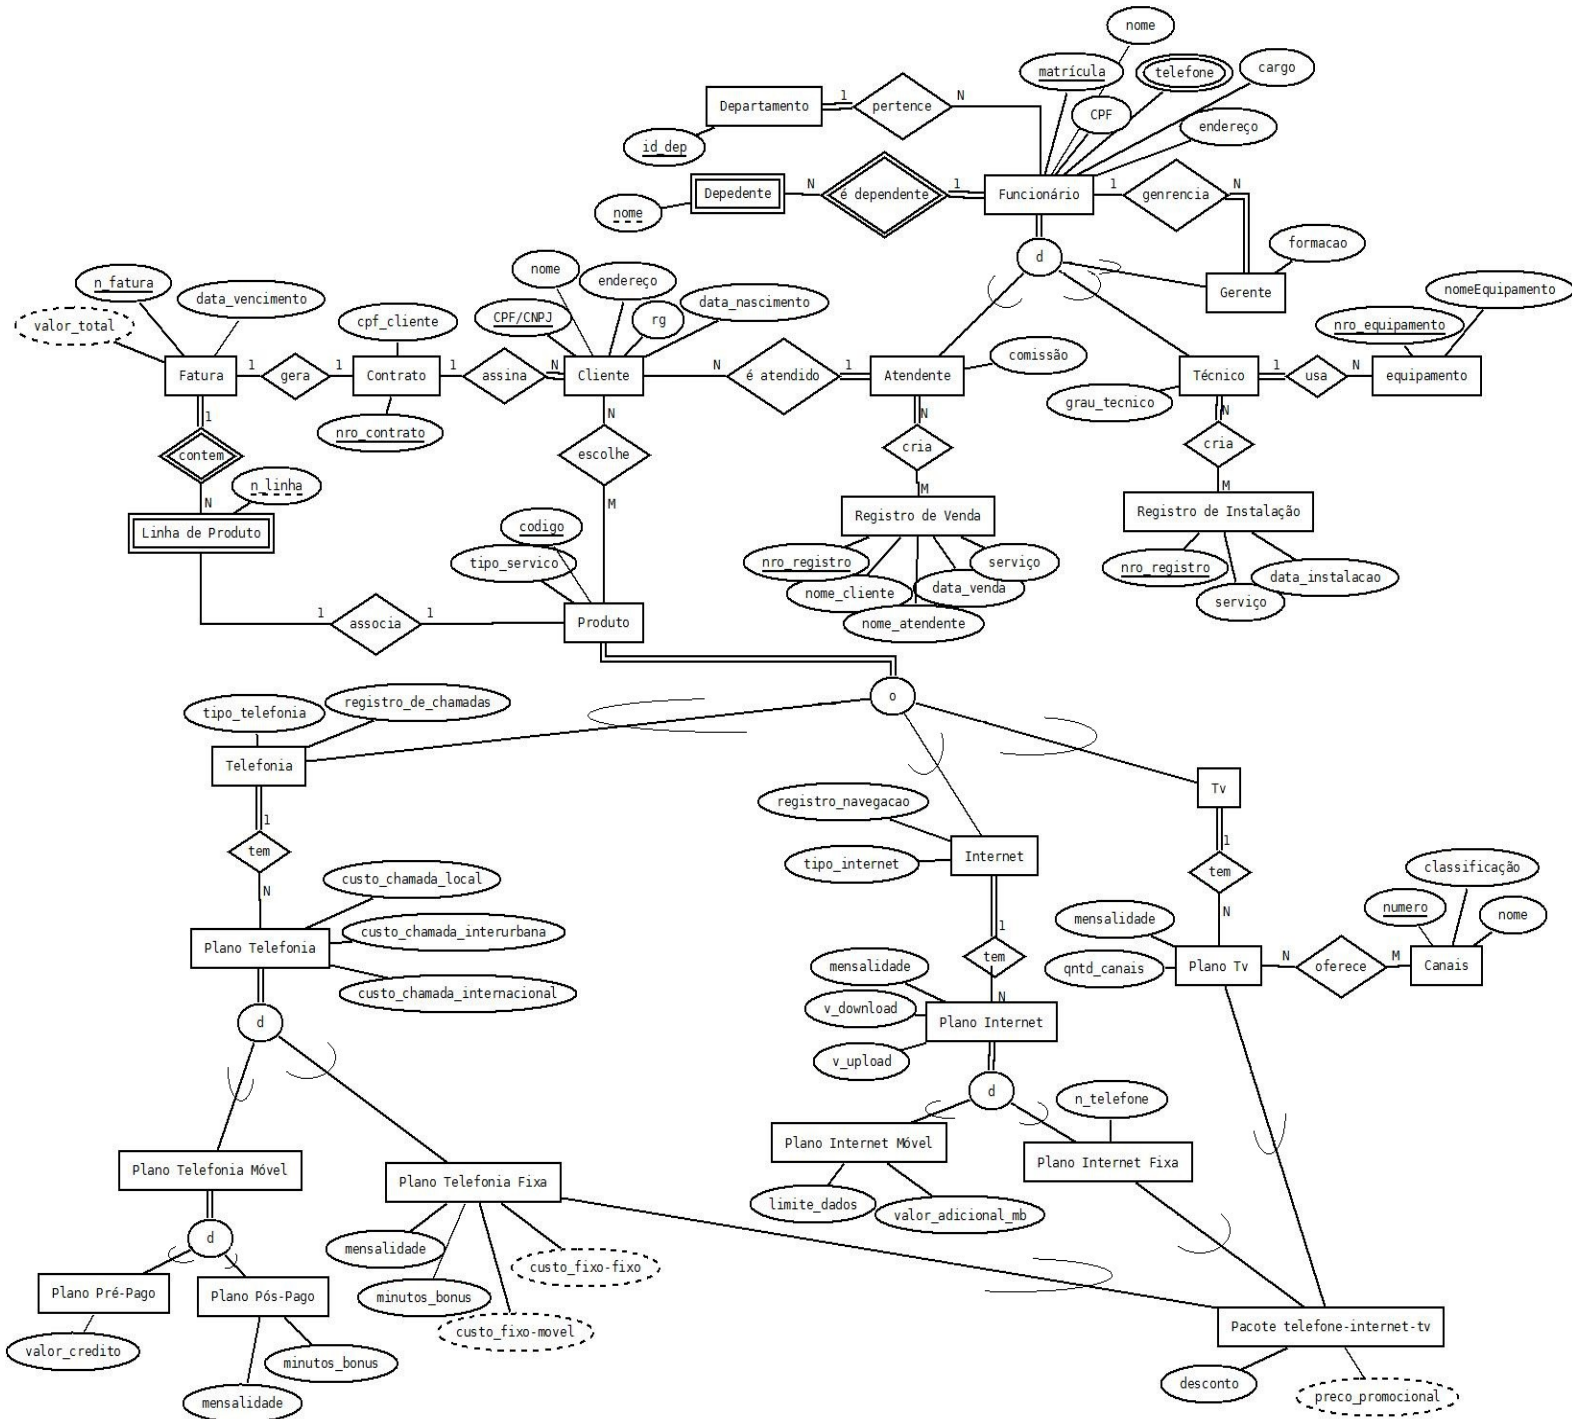 nome
matrícula
telefone
cargo
Departamento
1
pertence
N
CPF
endereço
id_dep
Depedente
N
é dependente
1
Funcionário
1
genrencia
N
nome
formacao
d
Gerente
n_fatura
data_vencimento
valor_total
nome
endereço
CPF/CNPJ
rg
data_nascimento
cpf_cliente
nomeEquipamento
nro_equipamento
comissão
Fatura
1
gera
1
Contrato
1
assina
N
Cliente
N
é atendido
1
Atendente
Técnico
1
usa
N
equipamento
grau_tecnico
nro_contrato
1
contem
N
n_linha
Linha de Produto
N
escolhe
M
N
cria
M
N
cria
M
Registro de Venda
Registro de Instalação
codigo
tipo_servico
nro_registro
nome_cliente
nome_atendente
data_venda
serviço
nro_registro
serviço
data_instalacao
1
associa
1
Produto
o
tipo_telefonia
registro_de_chamadas
Telefonia
Tv
registro_navegacao
tipo_internet
Internet
1
tem
N
1
tem
N
custo_chamada_local
custo_chamada_interurbana
custo_chamada_internacional
Plano Telefonia
classificação
numero
nome
mensalidade
qntd_canais
Plano Tv
N
oferece
M
Canais
1
tem
N
mensalidade
v_download
v_upload
Plano Internet
d
d
n_telefone
Plano Internet Móvel
Plano Internet Fixa
Plano Telefonia Móvel
Plano Telefonia Fixa
limite_dados
valor_adicional_mb
d
mensalidade
minutos_bonus
custo_fixo-movel
custo_fixo-fixo
Plano Pré-Pago
Plano Pós-Pago
valor_credito
mensalidade
minutos_bonus
Pacote telefone-internet-tv
desconto
preco_promocional